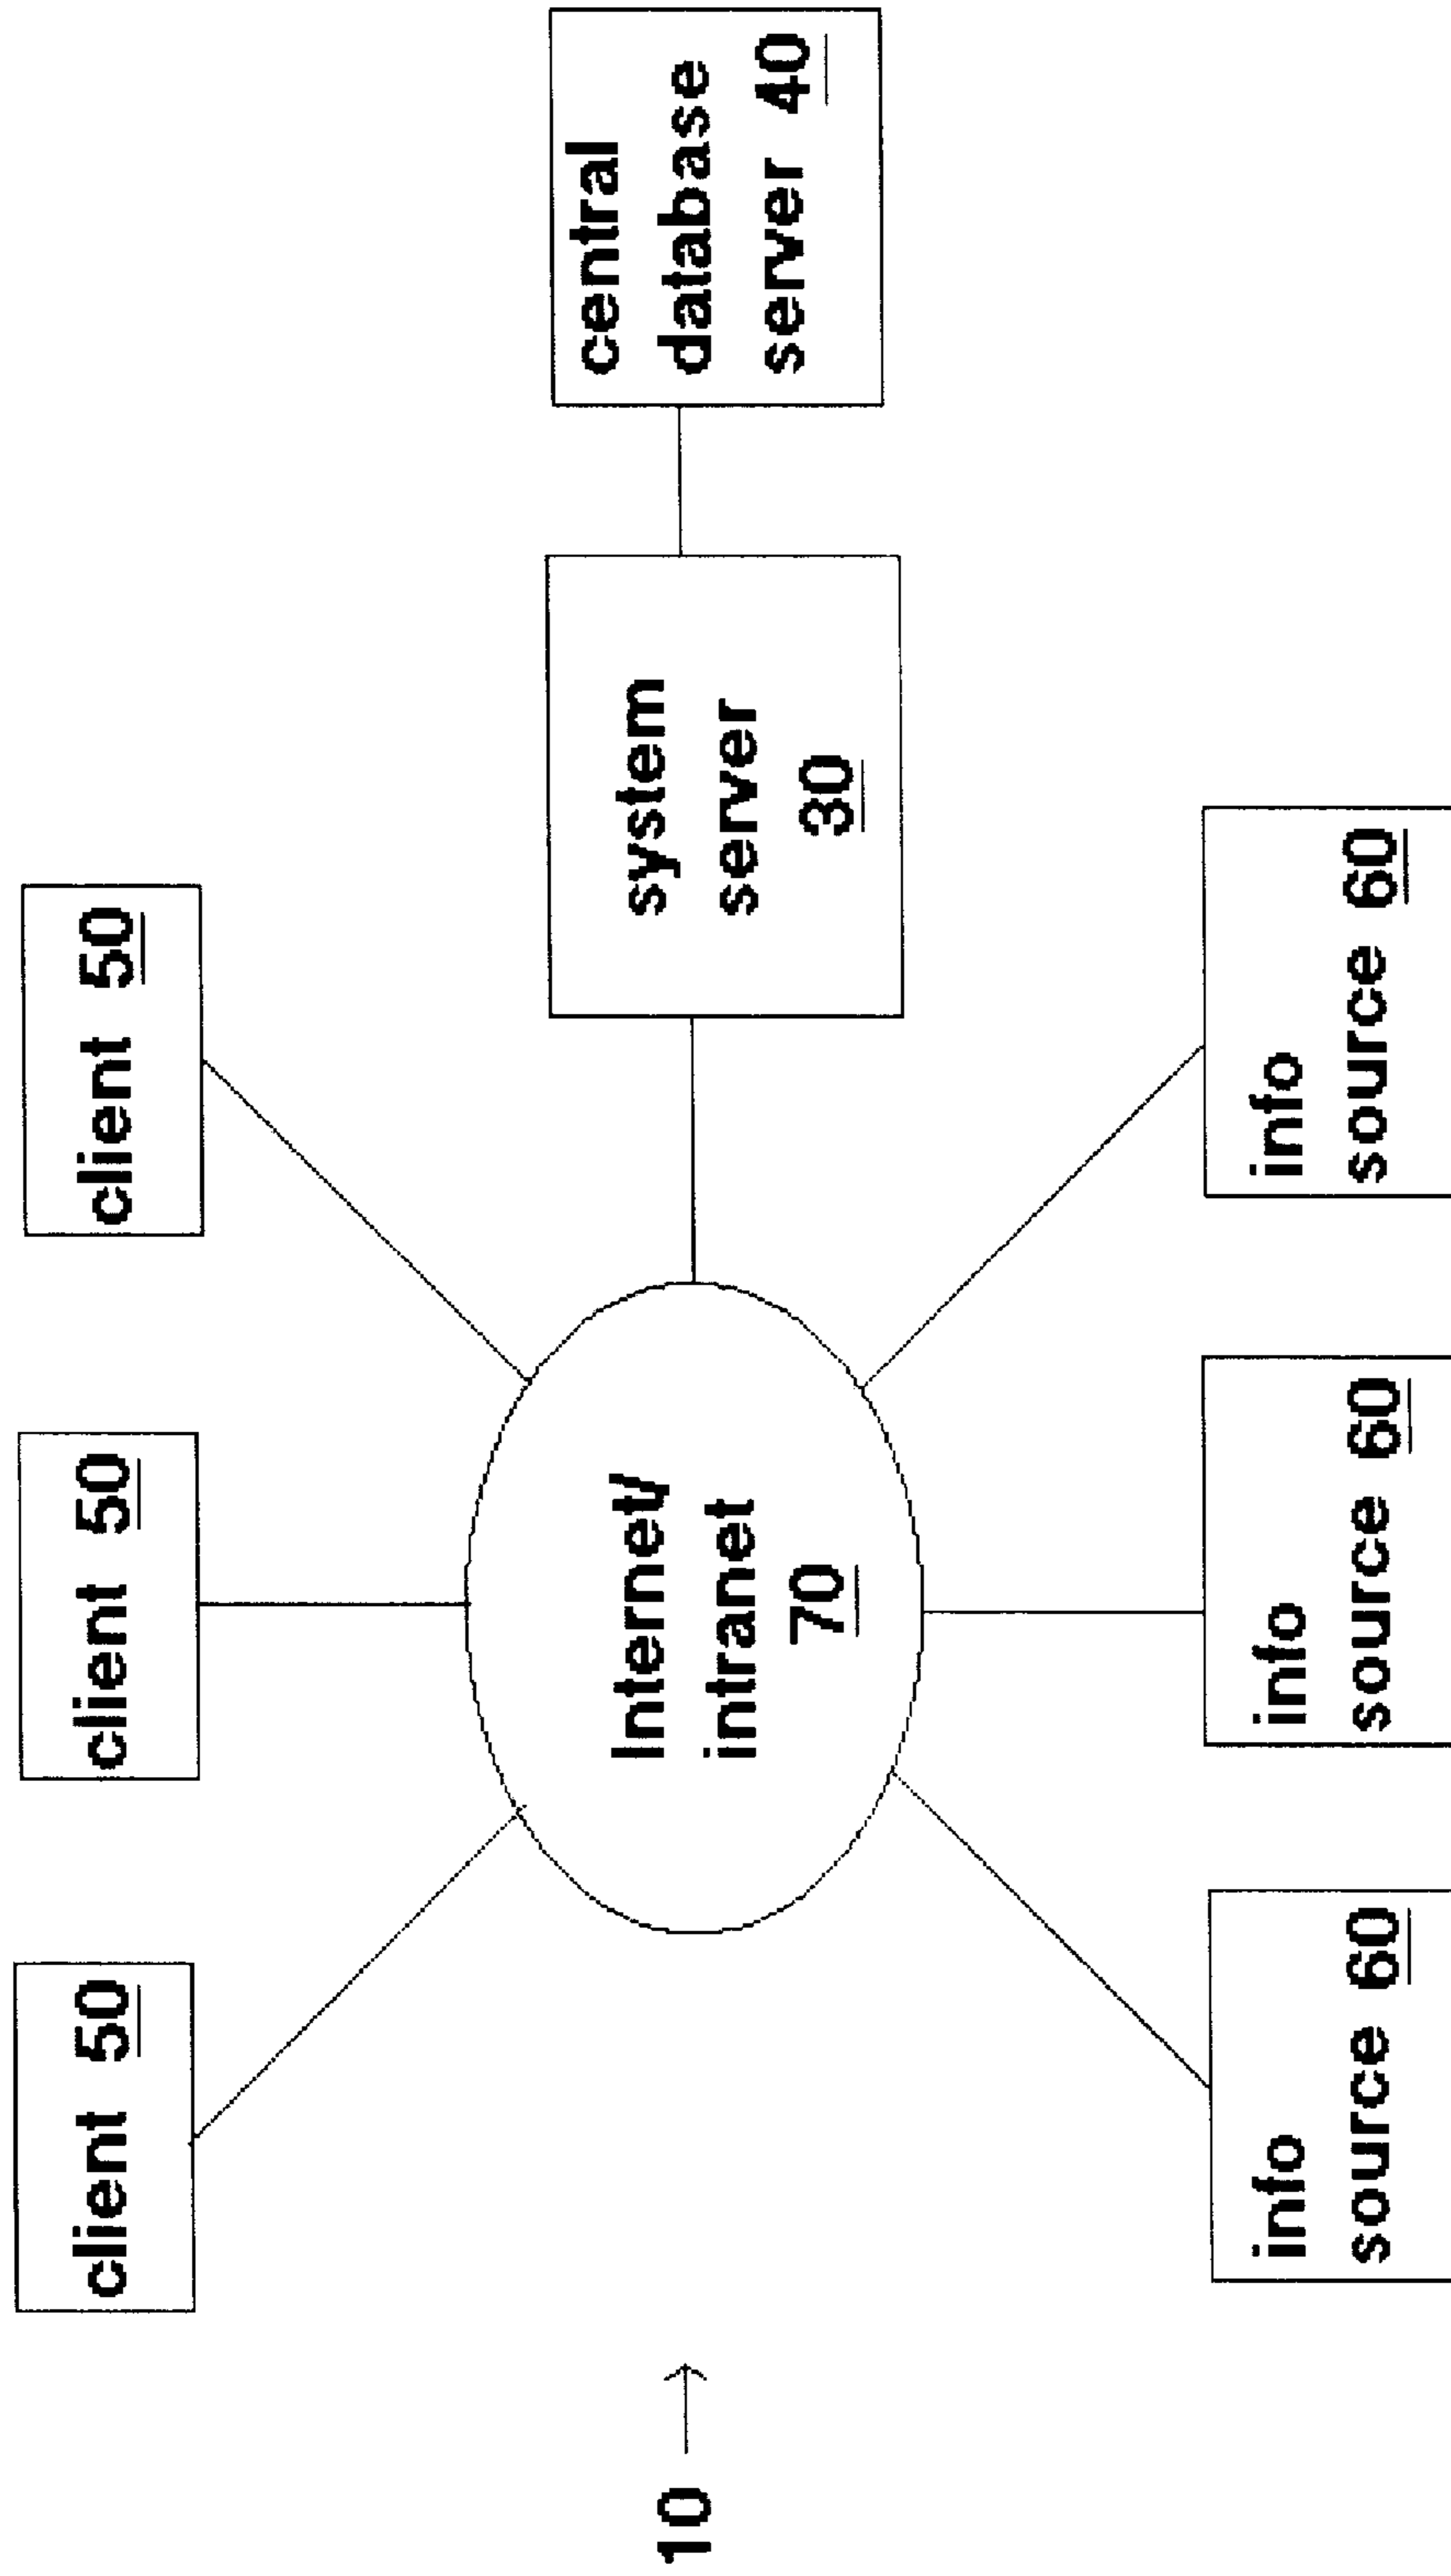 client 50
client 50
client 50
10
Internet/
intranet
70
system
server
30
central
database
server 40
info
source 60
info
source 60
info
source 60